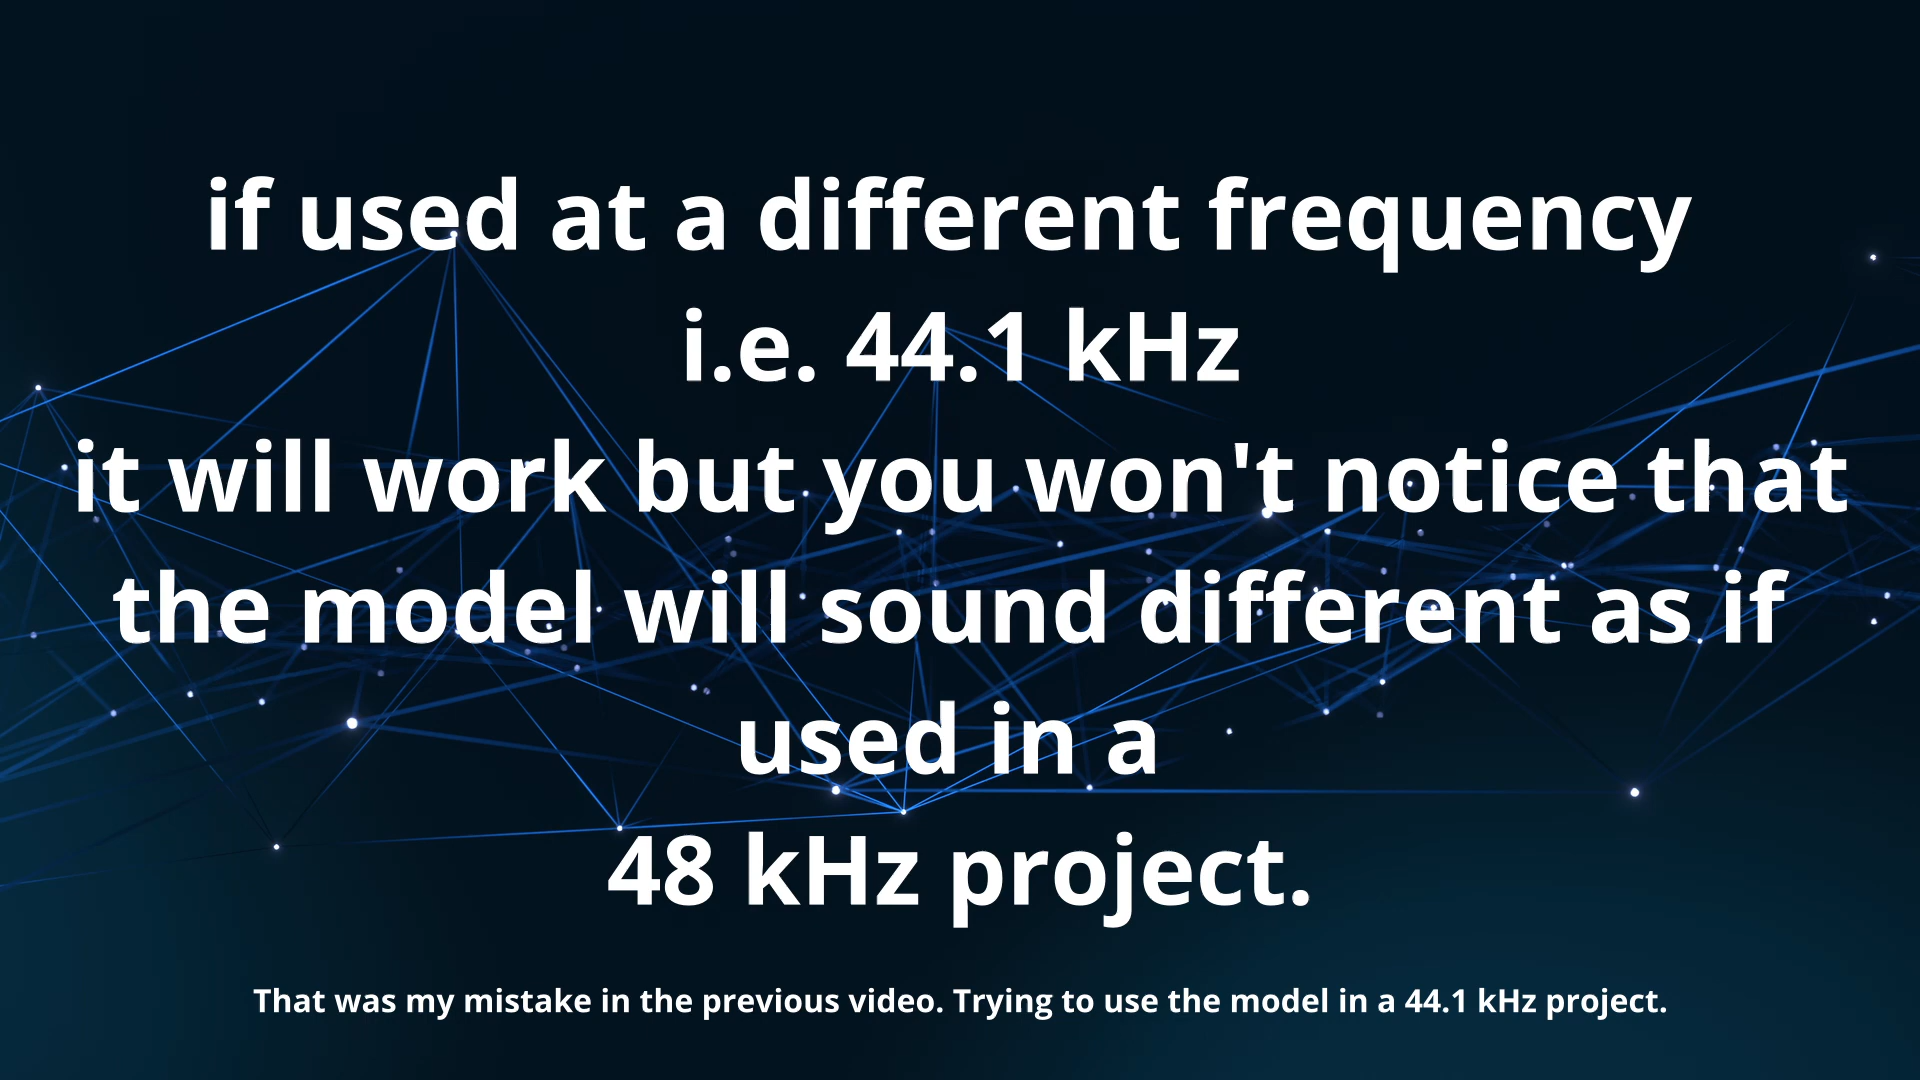 if used at a different frequency
i.e. 44.1 kHz
it will work but you won't notice that
the model will sound different as if
used in a
48 kHz project.
That was my mistake in the previous video. Trying to use the model in a 44.1 kHz project.